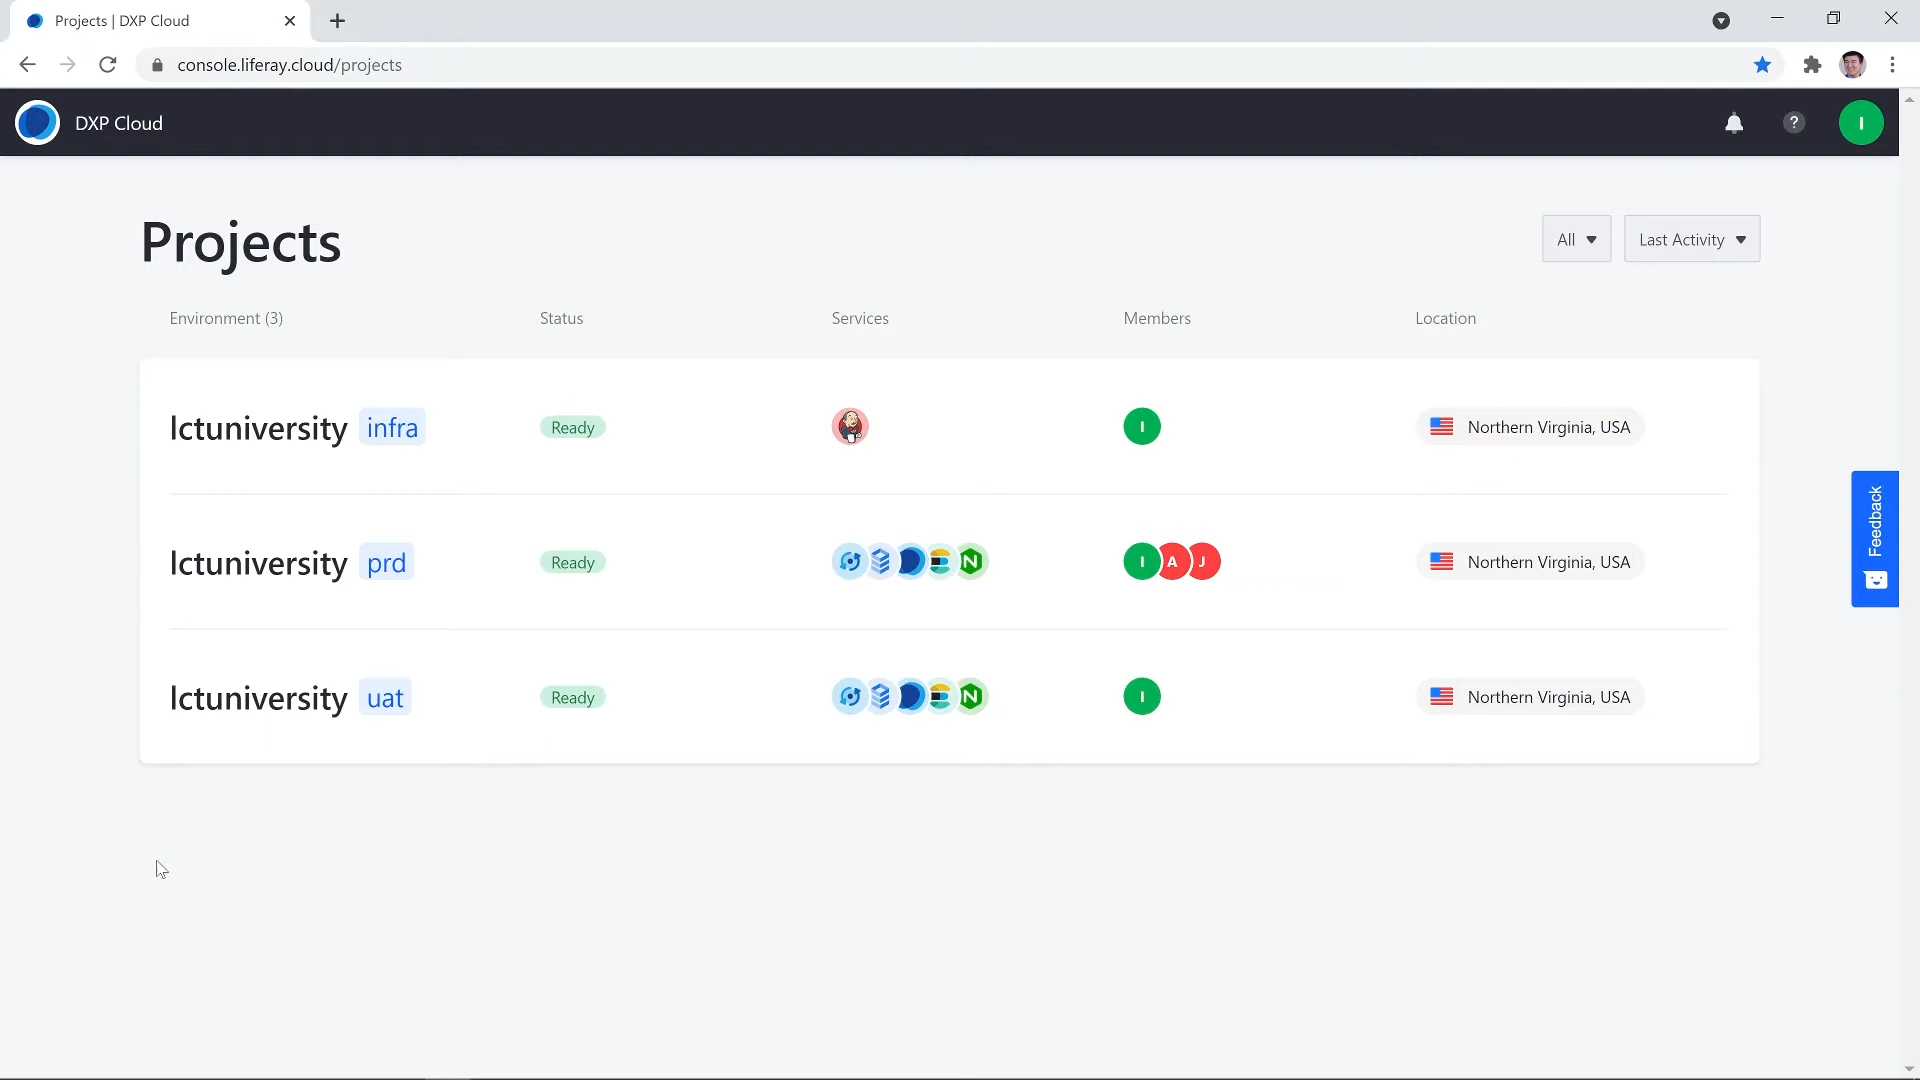 Projects | DXP Cloud
console.liferay.cloud/projects
DXP Cloud
I
Projects
All
Last Activity
Environment (3)
Status
Services
Members
Location
lctuniversity infra
Ready
I
Northern Virginia, USA
lctuniversity prd
Ready
N
I A J
Northern Virginia, USA
lctuniversity uat
Ready
N
I
Northern Virginia, USA
Feedback